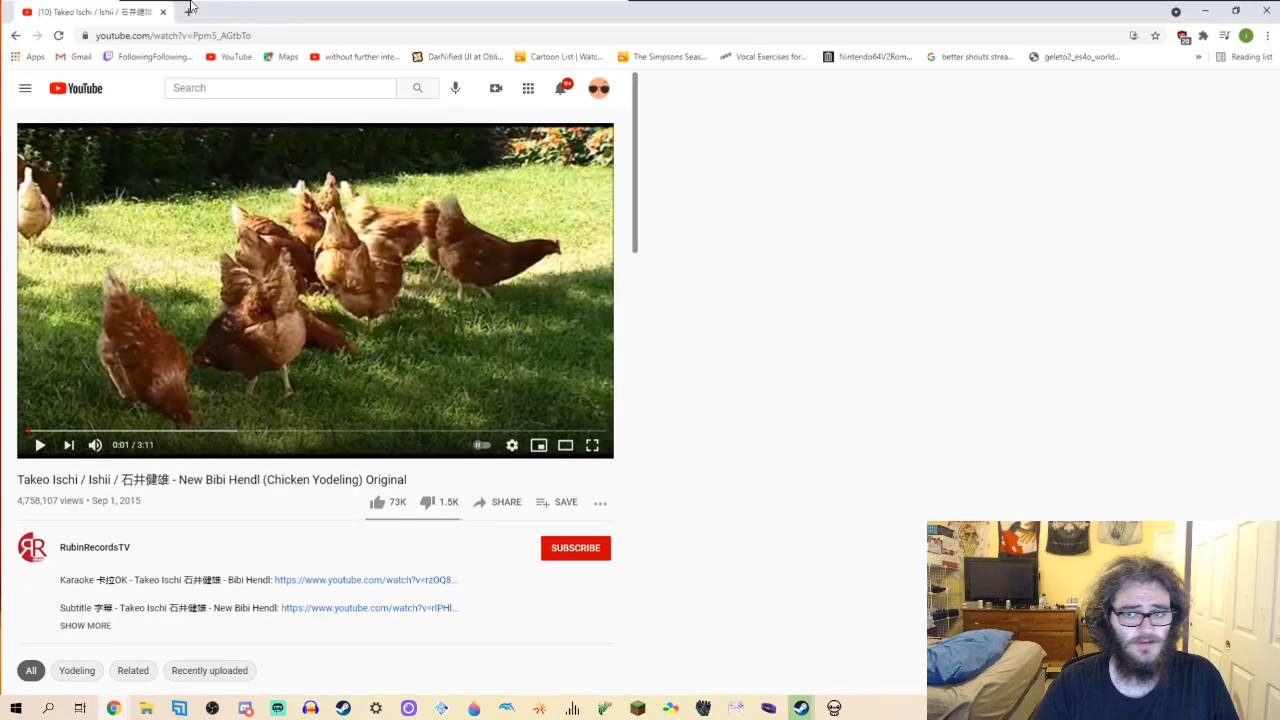 (10) Takeo Ischi / Ishii / 石井健雄
youtube.com/watch?v=PpmS_AGtbTo
Apps Gmail FollowingFollowing... YouTube Maps without further inte... DarNified UI at Obli... Cartoon List | Watc... The Simpsons Seas... Vocal Exercises for... Nintendo64V2Rom... better shouts strea... geleto2_es4o_world... » Reading list
YouTube Search 9+
0:01 / 3:11
Takeo Ischi / Ishii / 石井健雄 - New Bibi Hendl (Chicken Yodeling) Original
4,758,107 views • Sep 1, 2015 73K 1.5K SHARE SAVE
RubinRecordsTV SUBSCRIBE
Karaoke 卡拉OK - Takeo Ischi 石井健雄 - Bibi Hendl: https://www.youtube.com/watch?v=rzOQ8...
Subtitle 字幕 - Takeo Ischi 石井健雄 - New Bibi Hendl: https://www.youtube.com/watch?v=rlPHl...
SHOW MORE
All Yodeling Related Recently uploaded